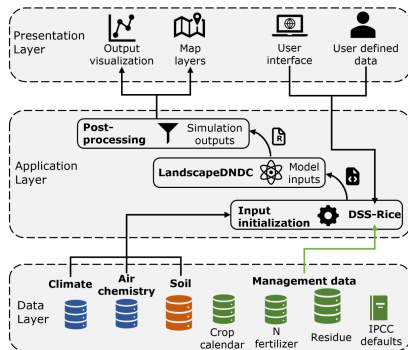 Presentation
Layer
Output
visualization
Map
layers
User
interface
User defined
data
Application
Layer
Post-
processing
Simulation
outputs
R
LandscapeDNDC
Model
inputs
Input
initialization
DSS-Rice
Data
Layer
Climate
Air
chemistry
Soil
Management data
Crop
calendar
N
fertilizer
Residue
IPCC
defaults